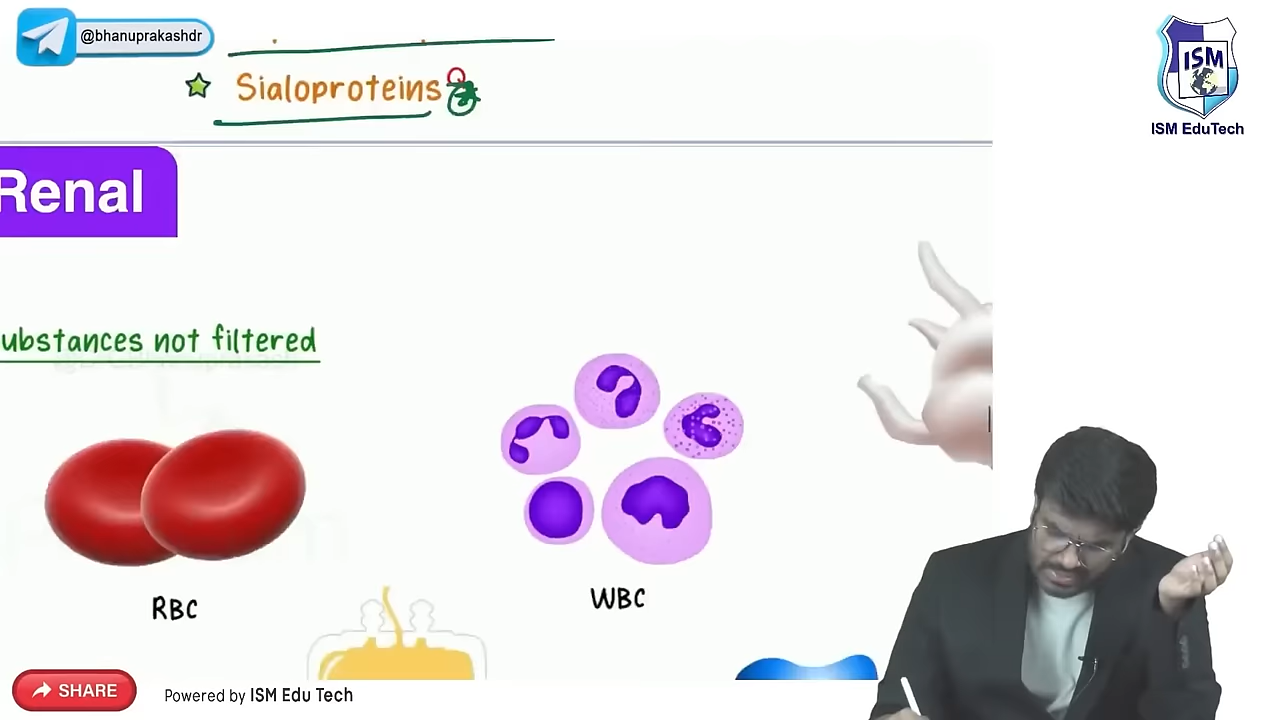 @bhanuprakashdr
ISM
ISM EduTech
Sialoproteins
Renal
ubstances not filtered
RBC
WBC
SHARE
Powered by ISM Edu Tech